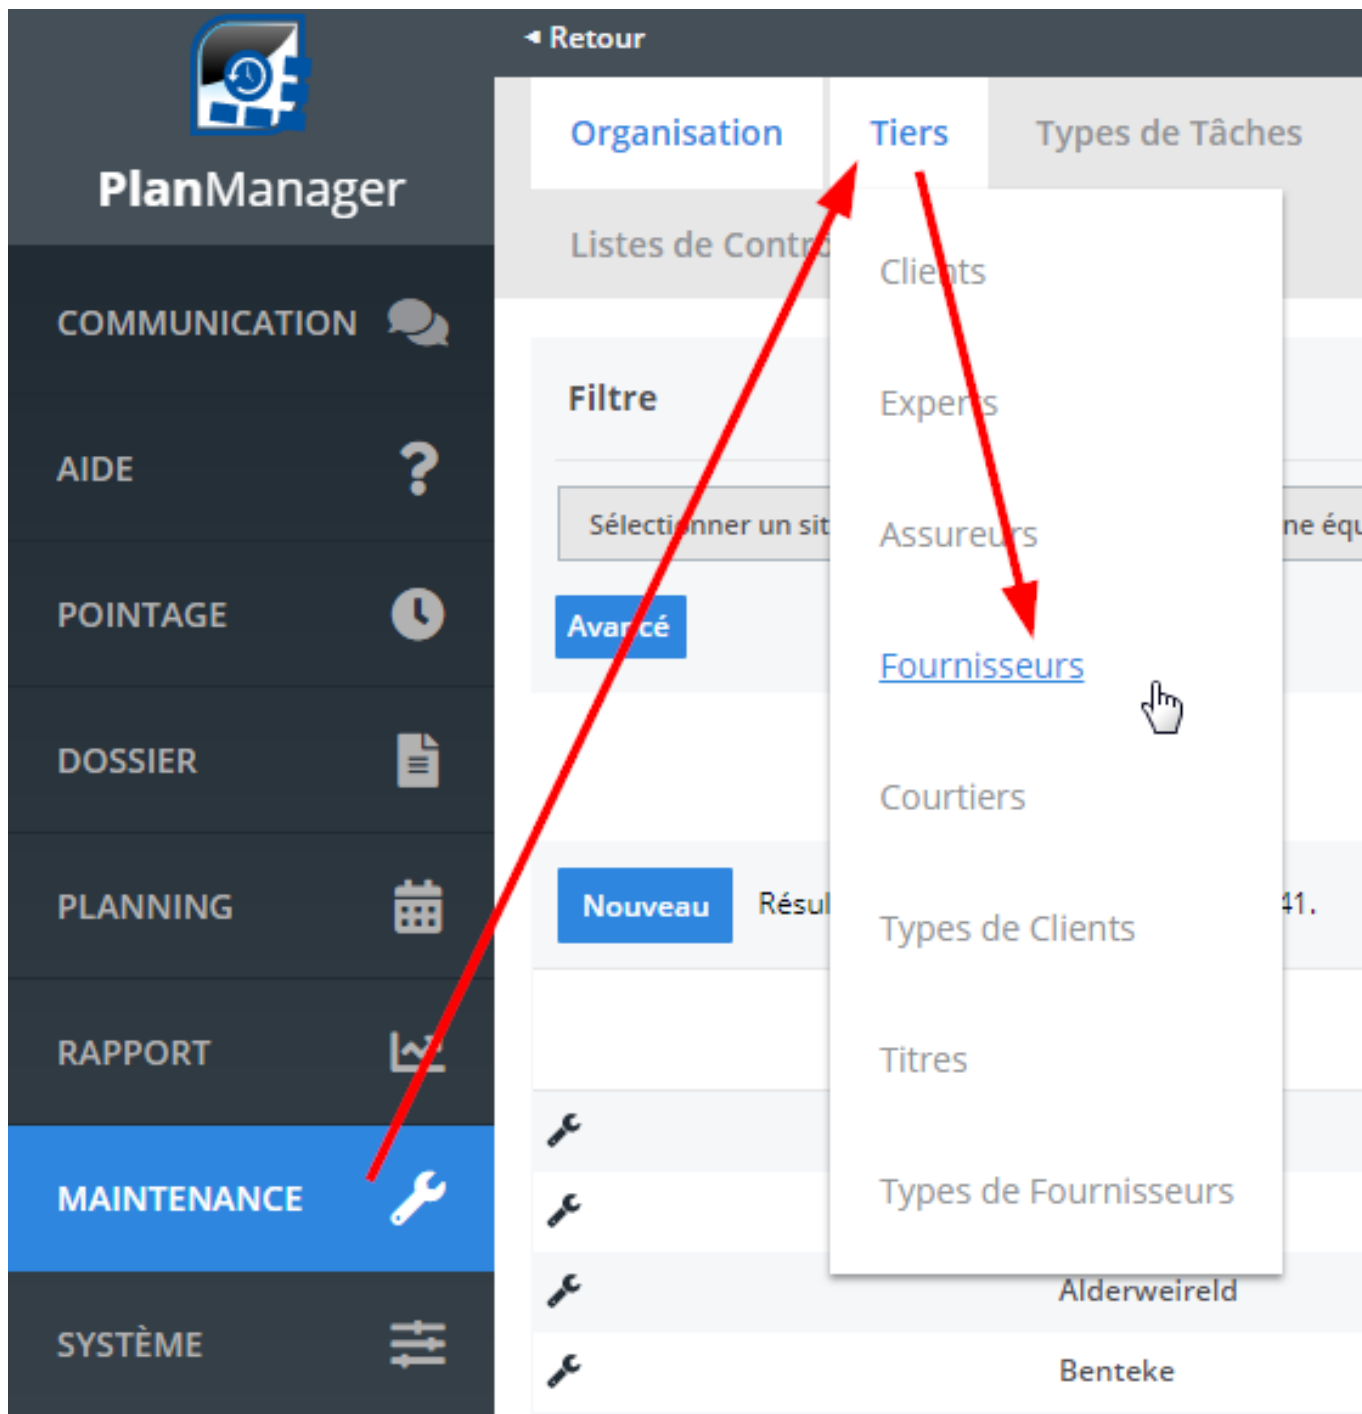 ◂ Retour
PlanManager
Organisation Tiers Types de Tâches
Listes de Contrô
Clients
COMMUNICATION
Filtre
Experts
AIDE
Sélectionner un sit
ne équ
Assureurs
POINTAGE
Avancé
Fournisseurs
DOSSIER
Courtiers
PLANNING
Nouveau Résul
41.
Types de Clients
RAPPORT
Titres
MAINTENANCE
Types de Fournisseurs
Alderweireld
SYSTÈME
Benteke